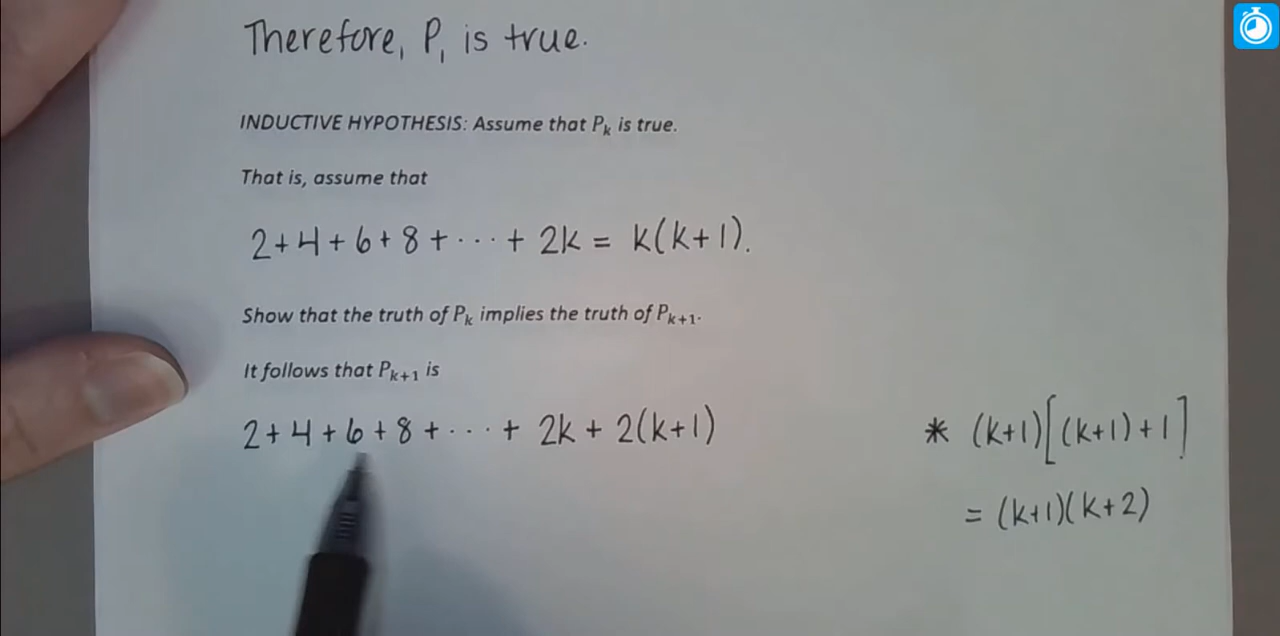 Therefore, P₁ is true.
INDUCTIVE HYPOTHESIS: Assume that Pₖ is true.
That is, assume that
2+4+6+8+···+2k = k(k+1).
Show that the truth of Pₖ implies the truth of Pₖ₊₁.
It follows that Pₖ₊₁ is
2+4+6+8+···+ 2k + 2(k+1)
* (k+1)[(k+1)+1]
= (k+1)(k+2)